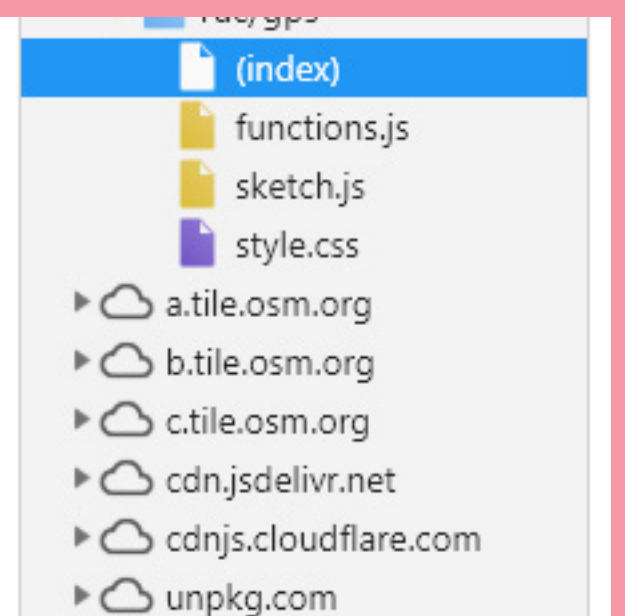 (index)
functions.js
sketch.js
style.css
a.tile.osm.org
b.tile.osm.org
c.tile.osm.org
cdn.jsdelivr.net
cdnjs.cloudflare.com
unpkg.com